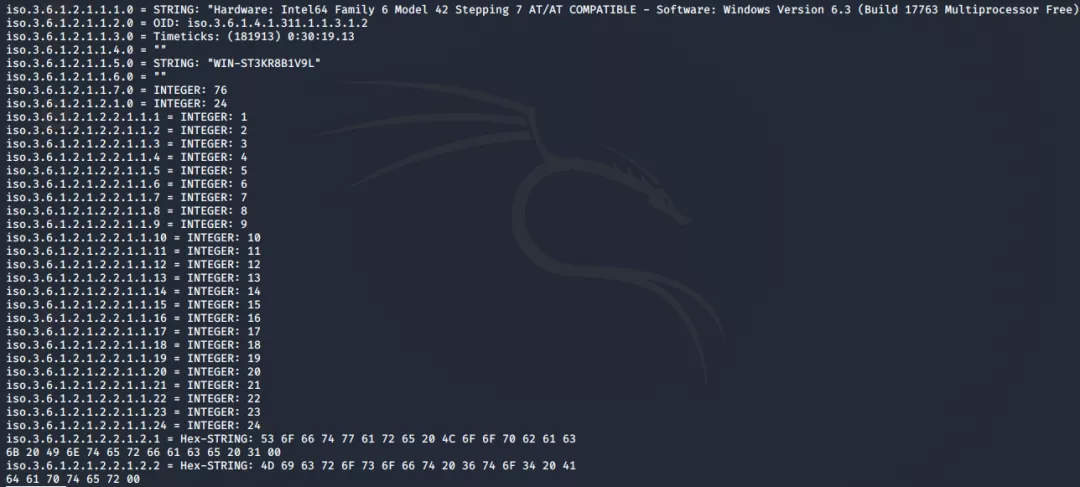 iso.3.6.1.2.1.1.1.0 = STRING: "Hardware: Intel64 Family 6 Model 42 Stepping 7 AT/AT COMPATIBLE - Software: Windows Version 6.3 (Build 17763 Multiprocessor Free)
iso.3.6.1.2.1.1.2.0 = OID: iso.3.6.1.4.1.311.1.1.3.1.2
iso.3.6.1.2.1.1.3.0 = Timeticks: (181913) 0:30:19.13
iso.3.6.1.2.1.1.4.0 = ""
iso.3.6.1.2.1.1.5.0 = STRING: "WIN-ST3KR8B1V9L"
iso.3.6.1.2.1.1.6.0 = ""
iso.3.6.1.2.1.1.7.0 = INTEGER: 76
iso.3.6.1.2.1.2.1.0 = INTEGER: 24
iso.3.6.1.2.1.2.2.1.1.1 = INTEGER: 1
iso.3.6.1.2.1.2.2.1.1.2 = INTEGER: 2
iso.3.6.1.2.1.2.2.1.1.3 = INTEGER: 3
iso.3.6.1.2.1.2.2.1.1.4 = INTEGER: 4
iso.3.6.1.2.1.2.2.1.1.5 = INTEGER: 5
iso.3.6.1.2.1.2.2.1.1.6 = INTEGER: 6
iso.3.6.1.2.1.2.2.1.1.7 = INTEGER: 7
iso.3.6.1.2.1.2.2.1.1.8 = INTEGER: 8
iso.3.6.1.2.1.2.2.1.1.9 = INTEGER: 9
iso.3.6.1.2.1.2.2.1.1.10 = INTEGER: 10
iso.3.6.1.2.1.2.2.1.1.11 = INTEGER: 11
iso.3.6.1.2.1.2.2.1.1.12 = INTEGER: 12
iso.3.6.1.2.1.2.2.1.1.13 = INTEGER: 13
iso.3.6.1.2.1.2.2.1.1.14 = INTEGER: 14
iso.3.6.1.2.1.2.2.1.1.15 = INTEGER: 15
iso.3.6.1.2.1.2.2.1.1.16 = INTEGER: 16
iso.3.6.1.2.1.2.2.1.1.17 = INTEGER: 17
iso.3.6.1.2.1.2.2.1.1.18 = INTEGER: 18
iso.3.6.1.2.1.2.2.1.1.19 = INTEGER: 19
iso.3.6.1.2.1.2.2.1.1.20 = INTEGER: 20
iso.3.6.1.2.1.2.2.1.1.21 = INTEGER: 21
iso.3.6.1.2.1.2.2.1.1.22 = INTEGER: 22
iso.3.6.1.2.1.2.2.1.1.23 = INTEGER: 23
iso.3.6.1.2.1.2.2.1.1.24 = INTEGER: 24
iso.3.6.1.2.1.2.2.1.2.1 = Hex-STRING: 53 6F 66 74 77 61 72 65 20 4C 6F 6F 70 62 61 63
6B 20 49 6E 74 65 72 66 61 63 65 20 31 00
iso.3.6.1.2.1.2.2.1.2.2 = Hex-STRING: 4D 69 63 72 6F 73 6F 66 74 20 36 74 6F 34 20 41
64 61 70 74 65 72 00